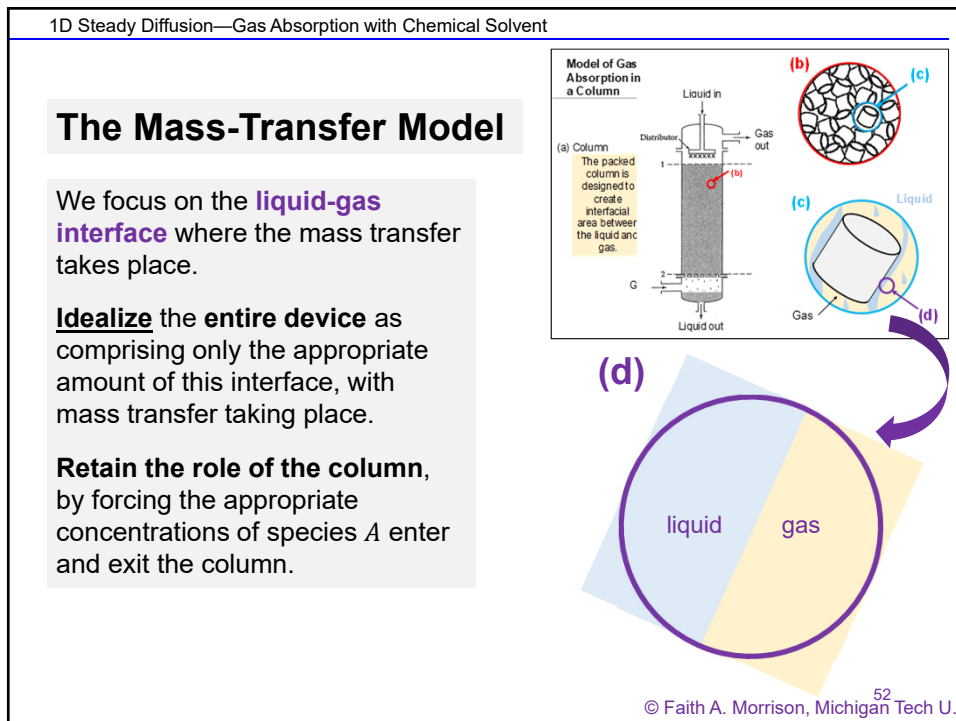 1D Steady Diffusion—Gas Absorption with Chemical Solvent
The Mass-Transfer Model
We focus on the liquid-gas
interface where the mass transfer
takes place.
Idealize the entire device as
comprising only the appropriate
amount of this interface, with
mass transfer taking place.
Retain the role of the column,
by forcing the appropriate
concentrations of species A enter
and exit the column.
Model of Gas
Absorption in
a Column
(a) Column
The packed
column is
designed to
create
interfacial
area between
the liquid and
gas.
Liquid in
Distributor
Gas
out
1
(b)
2
G
Liquid out
(b)
(c)
(c)
Liquid
Gas
(d)
(d)
liquid
gas
52
© Faith A. Morrison, Michigan Tech U.